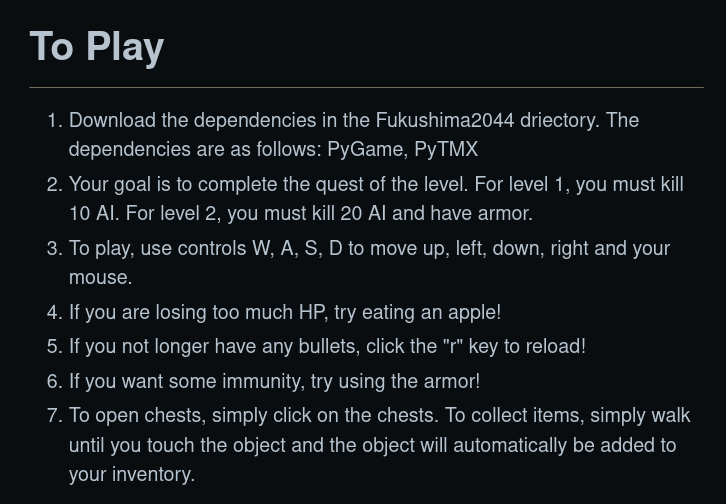 To Play
1. Download the dependencies in the Fukushima2044 driectory. The
dependencies are as follows: PyGame, PyTMX
2. Your goal is to complete the quest of the level. For level 1, you must kill
10 AI. For level 2, you must kill 20 AI and have armor.
3. To play, use controls W, A, S, D to move up, left, down, right and your
mouse.
4. If you are losing too much HP, try eating an apple!
5. If you not longer have any bullets, click the "r" key to reload!
6. If you want some immunity, try using the armor!
7. To open chests, simply click on the chests. To collect items, simply walk
until you touch the object and the object will automatically be added to
your inventory.